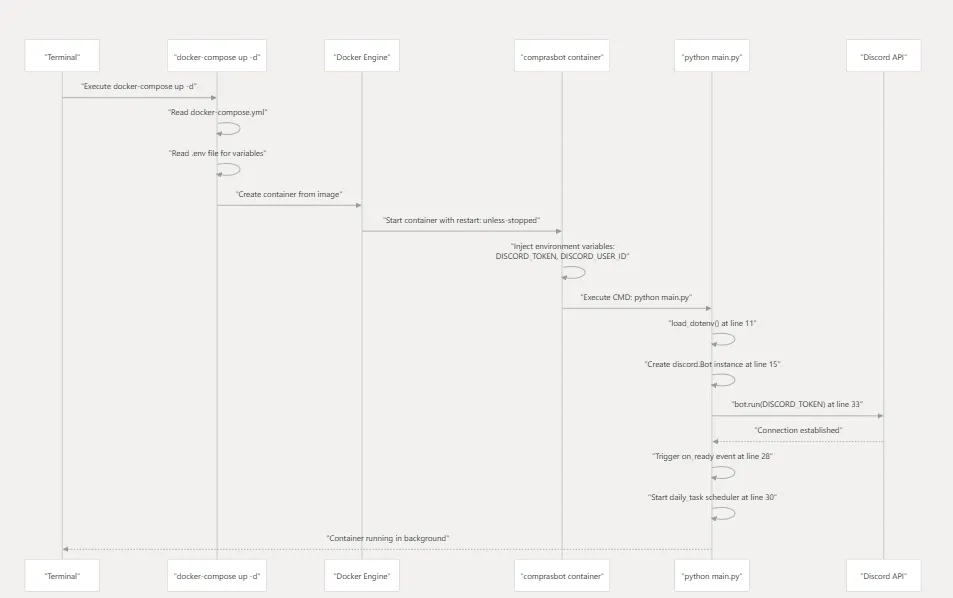 "Terminal"
"docker-compose up -d"
"Docker Engine"
"comprasbot container"
"python main.py"
"Discord API"
"Execute docker-compose up -d"
"Read docker-compose.yml"
"Read .env file for variables"
"Create container from image"
"Start container with restart: unless-stopped"
"Inject environment variables:
DISCORD_TOKEN, DISCORD_USER_ID"
"Execute CMD: python main.py"
"load_dotenv() at line 11"
"Create discord.Bot instance at line 15"
"bot.run(DISCORD_TOKEN) at line 33"
"Connection established"
"Trigger on_ready event at line 28"
"Start daily_task scheduler at line 30"
"Container running in background"
"Terminal"
"docker-compose up -d"
"Docker Engine"
"comprasbot container"
"python main.py"
"Discord API"